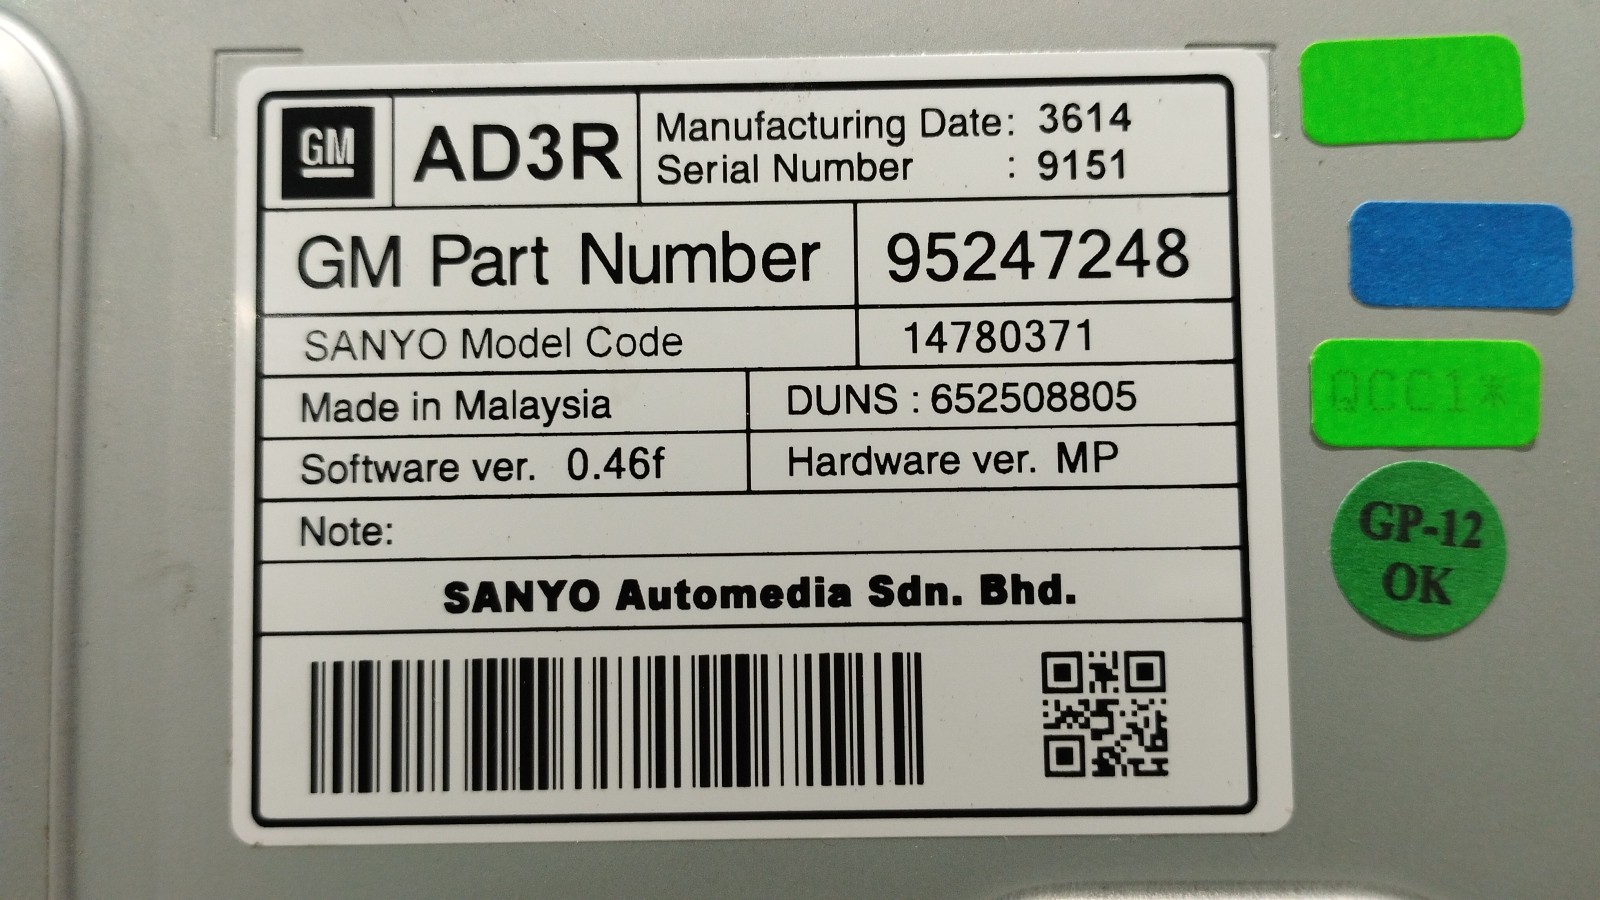 GM
AD3R
Manufacturing Date: 3614
Serial Number : 9151
GM Part Number 95247248
SANYO Model Code 14780371
Made in Malaysia DUNS : 652508805
Software ver. 0.46f Hardware ver. MP
Note:
SANYO Automedia Sdn. Bhd.
QCC1*
GP-12
OK